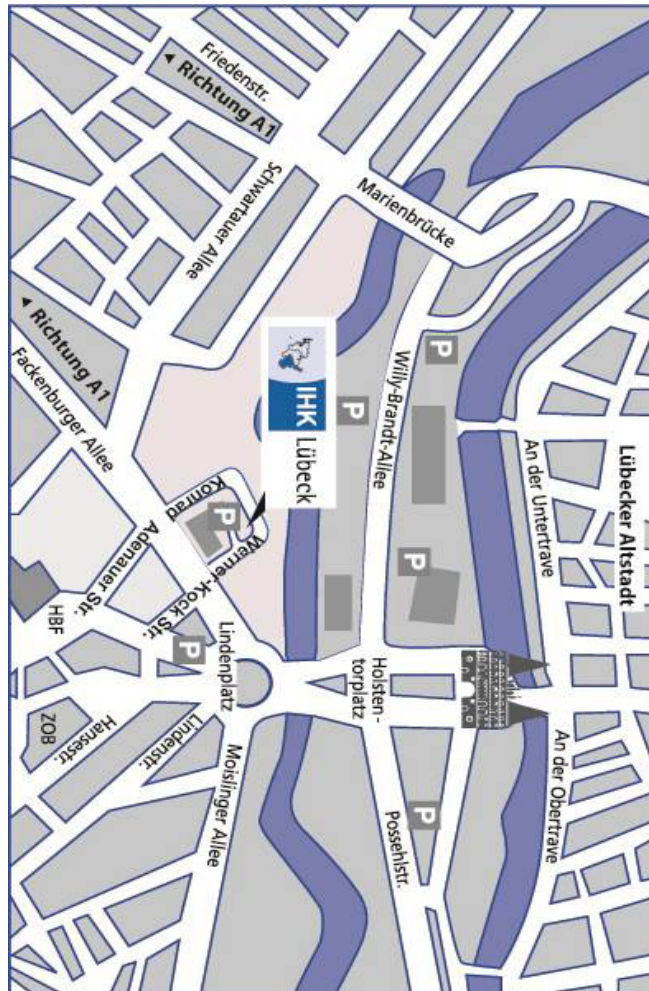 Friedenstr.
Richtung A1
Schwartauer Allee
Marienbrücke
Richtung A1
Fackenburger Allee
IHK Lübeck
Willy-Brandt-Allee
P
P
P
P
P
P
An der Untertrave
Lübecker Altstadt
Konrad
Adenauer Str.
Werner-Kock Str.
HBF
Lindenplatz
Holsten-
torplatz
ZOB
Hansestr.
Lindenstr.
Moislinger Allee
Possehlstr.
An der Obertrave